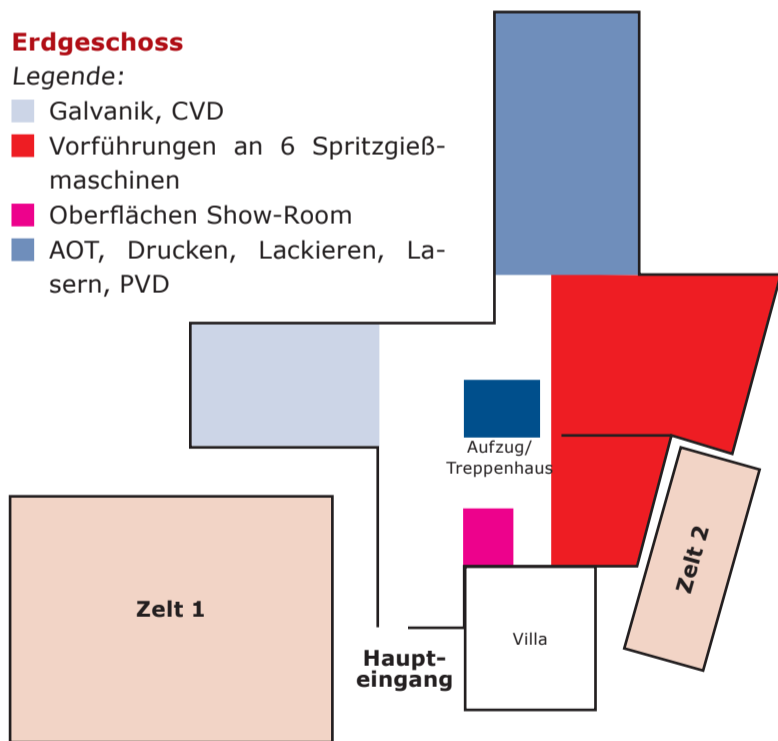 Erdgeschoss
Legende:
Galvanik, CVD
Vorführungen an 6 Spritzgieß-
maschinen
Oberflächen Show-Room
AOT, Drucken, Lackieren, La-
sern, PVD
Aufzug/
Treppenhaus
Zelt 2
Zelt 1
Villa
Haupt-
eingang